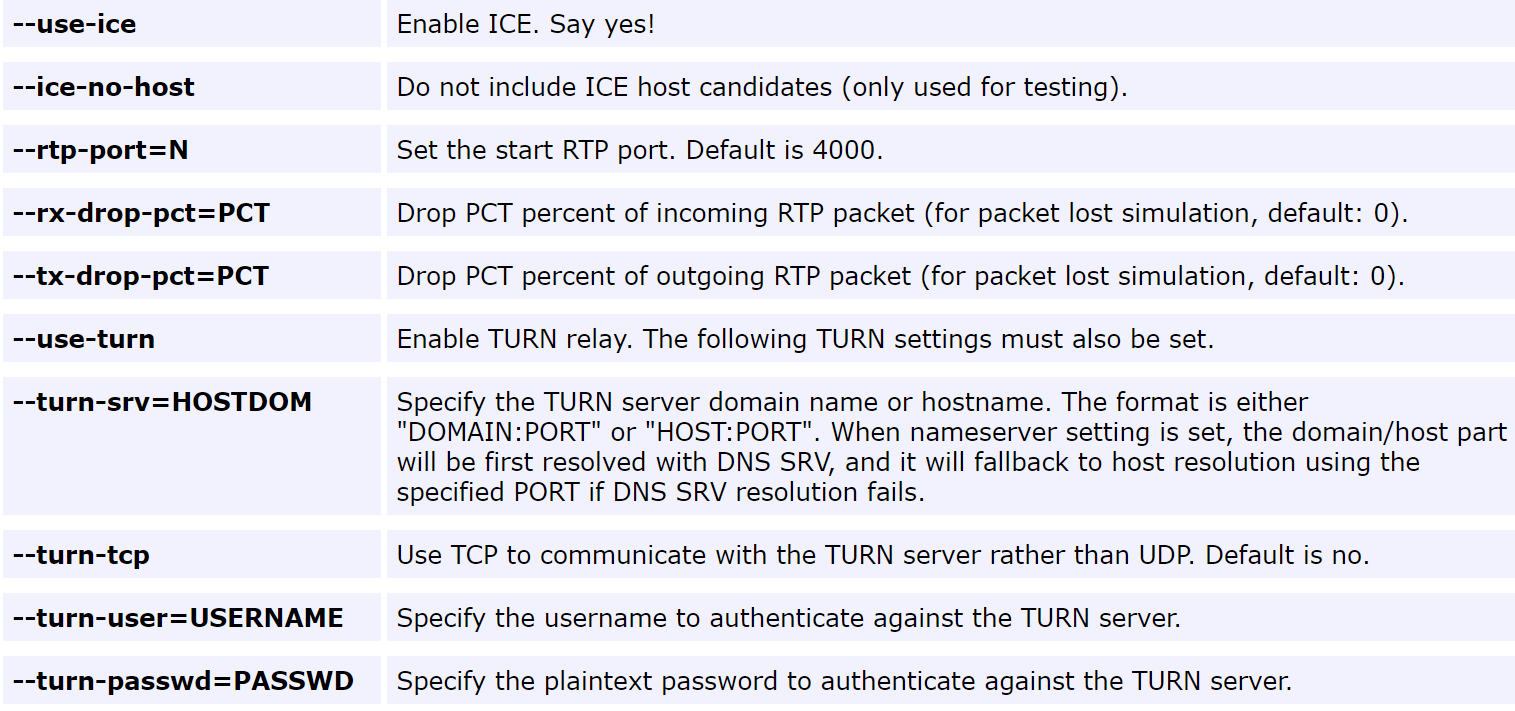 --use-ice Enable ICE. Say yes!
--ice-no-host Do not include ICE host candidates (only used for testing).
--rtp-port=N Set the start RTP port. Default is 4000.
--rx-drop-pct=PCT Drop PCT percent of incoming RTP packet (for packet lost simulation, default: 0).
--tx-drop-pct=PCT Drop PCT percent of outgoing RTP packet (for packet lost simulation, default: 0).
--use-turn Enable TURN relay. The following TURN settings must also be set.
--turn-srv=HOSTDOM Specify the TURN server domain name or hostname. The format is either
"DOMAIN:PORT" or "HOST:PORT". When nameserver setting is set, the domain/host part
will be first resolved with DNS SRV, and it will fallback to host resolution using the
specified PORT if DNS SRV resolution fails.
--turn-tcp Use TCP to communicate with the TURN server rather than UDP. Default is no.
--turn-user=USERNAME Specify the username to authenticate against the TURN server.
--turn-passwd=PASSWD Specify the plaintext password to authenticate against the TURN server.